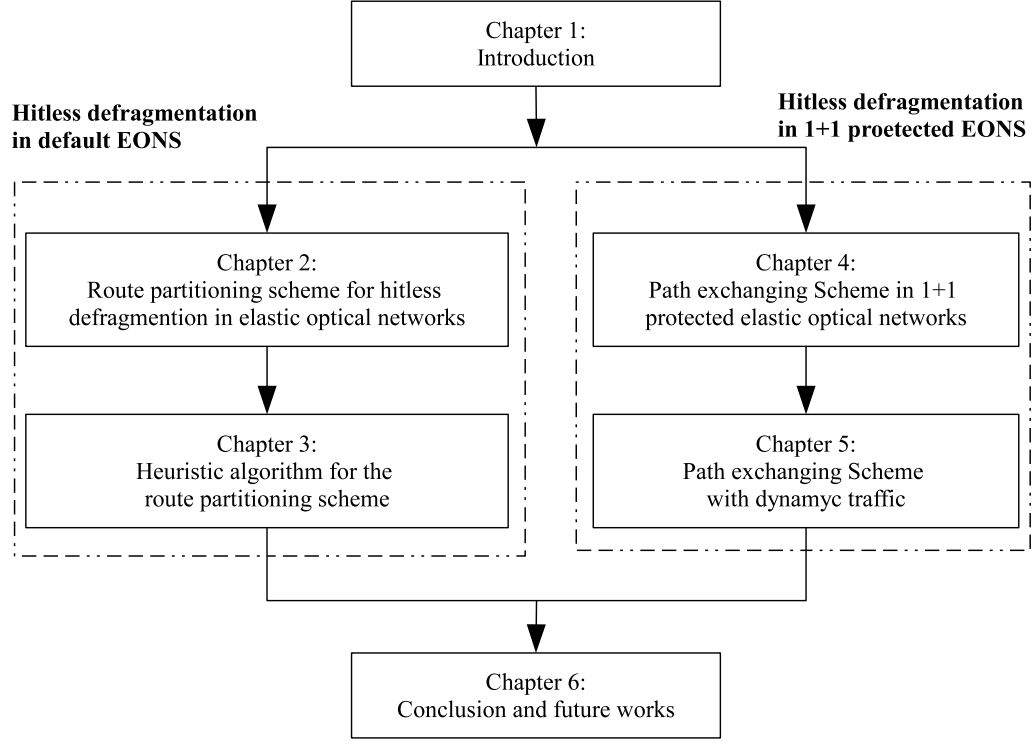 Chapter 1:
Introduction
Hitless defragmentation
in default EONS
Hitless defragmentation
in 1+1 proetected EONS
Chapter 2:
Route partitioning scheme for hitless
defragmention in elastic optical networks
Chapter 4:
Path exchanging Scheme in 1+1
protected elastic optical networks
Chapter 3:
Heuristic algorithm for the
route partitioning scheme
Chapter 5:
Path exchanging Scheme
with dynamyc traffic
Chapter 6:
Conclusion and future works